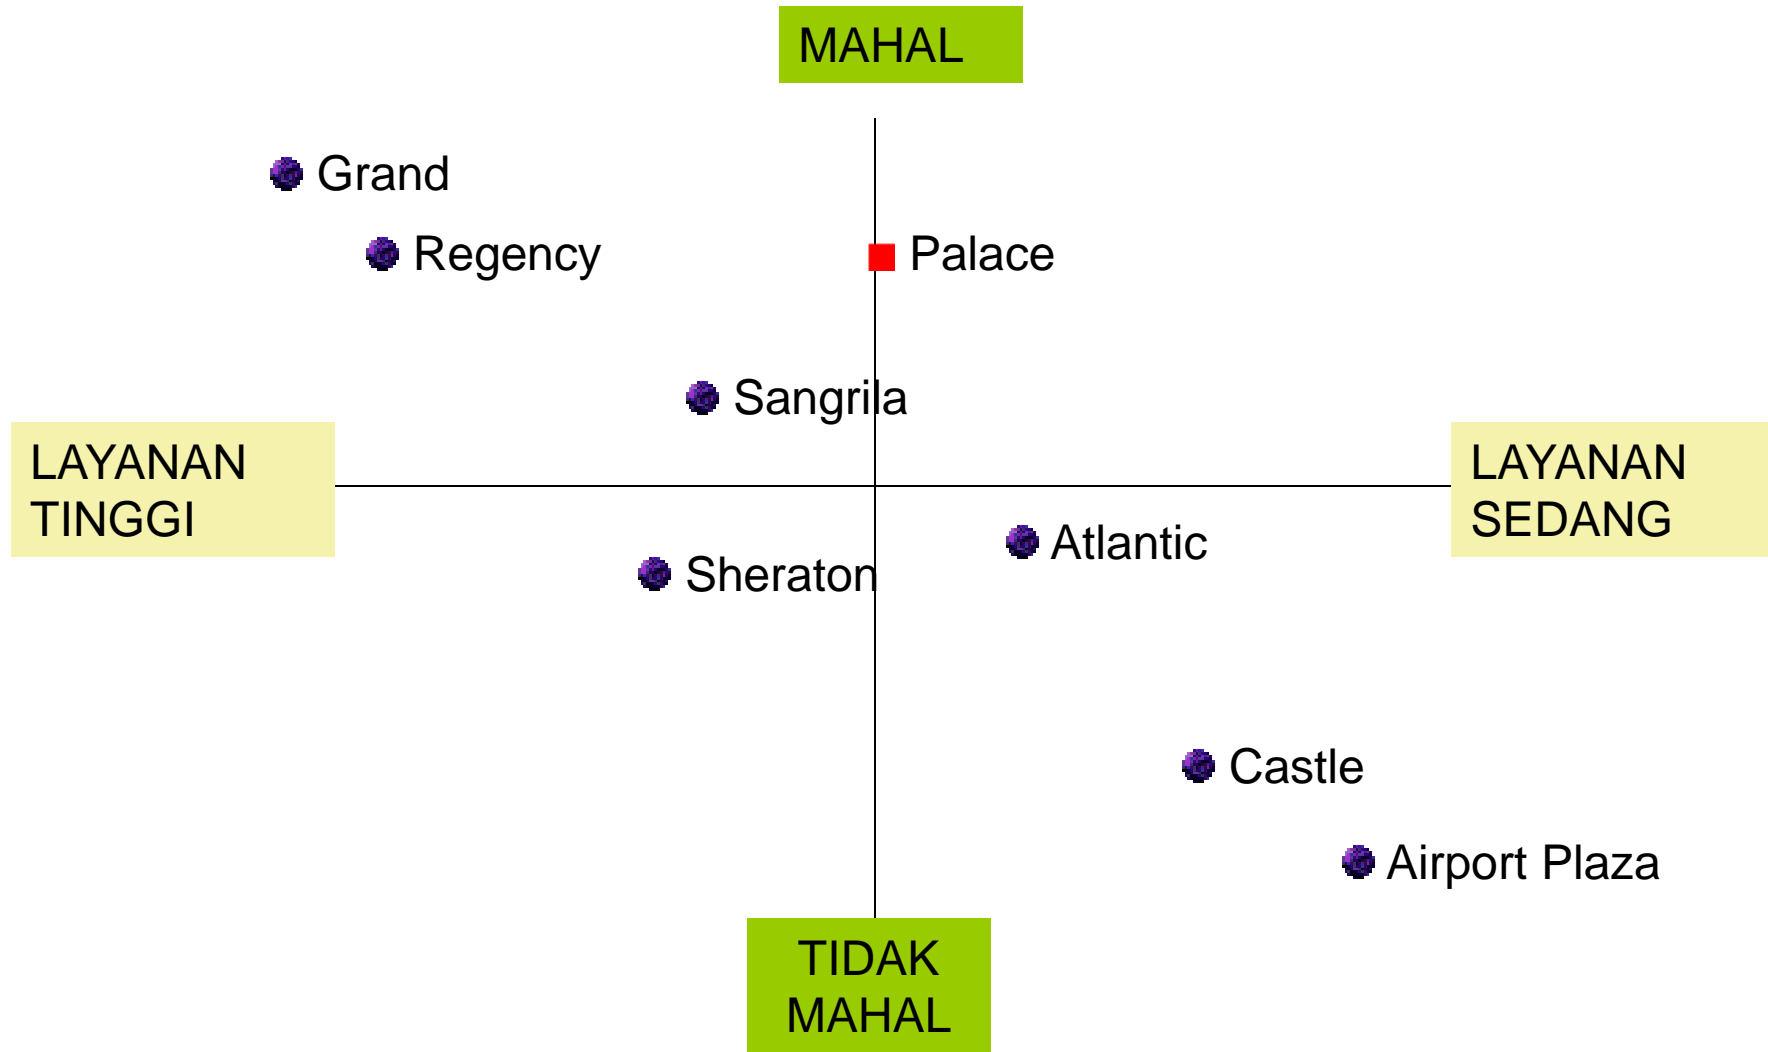 MAHAL
Grand
Regency
Palace
Sangrila
LAYANAN
TINGGI
LAYANAN
SEDANG
Atlantic
Sheraton
Castle
Airport Plaza
TIDAK
MAHAL